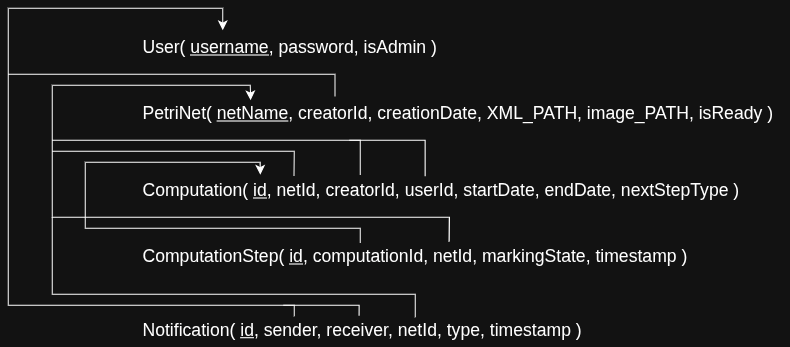 User( username, password, isAdmin )
PetriNet( netName, creatorId, creationDate, XML_PATH, image_PATH, isReady )
Computation( id, netId, creatorId, userId, startDate, endDate, nextStepType )
ComputationStep( id, computationId, netId, markingState, timestamp )
Notification( id, sender, receiver, netId, type, timestamp )